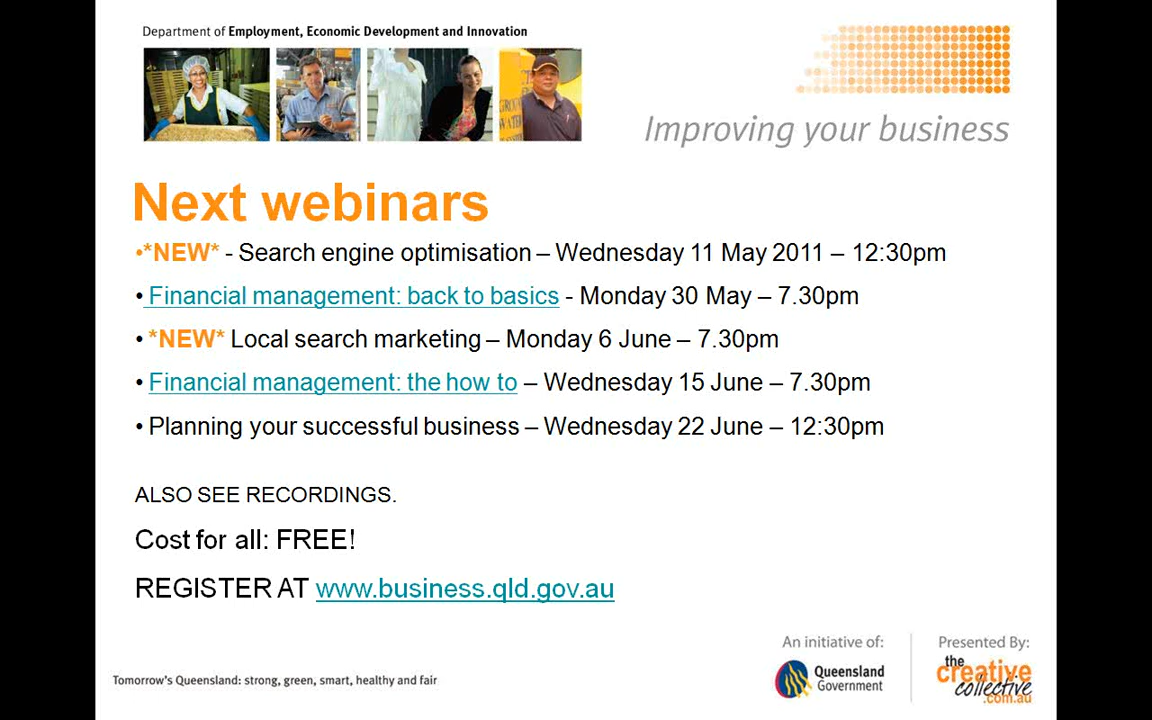 Department of Employment, Economic Development and Innovation
Improving your business
Next webinars
•*NEW* - Search engine optimisation – Wednesday 11 May 2011 – 12:30pm
• Financial management: back to basics - Monday 30 May – 7.30pm
• *NEW* Local search marketing – Monday 6 June – 7.30pm
• Financial management: the how to – Wednesday 15 June – 7.30pm
• Planning your successful business – Wednesday 22 June – 12:30pm
ALSO SEE RECORDINGS.
Cost for all: FREE!
REGISTER AT www.business.qld.gov.au
An initiative of:
Queensland
Government
Presented By:
the
creative
collective
.com.au
Tomorrow's Queensland: strong, green, smart, healthy and fair